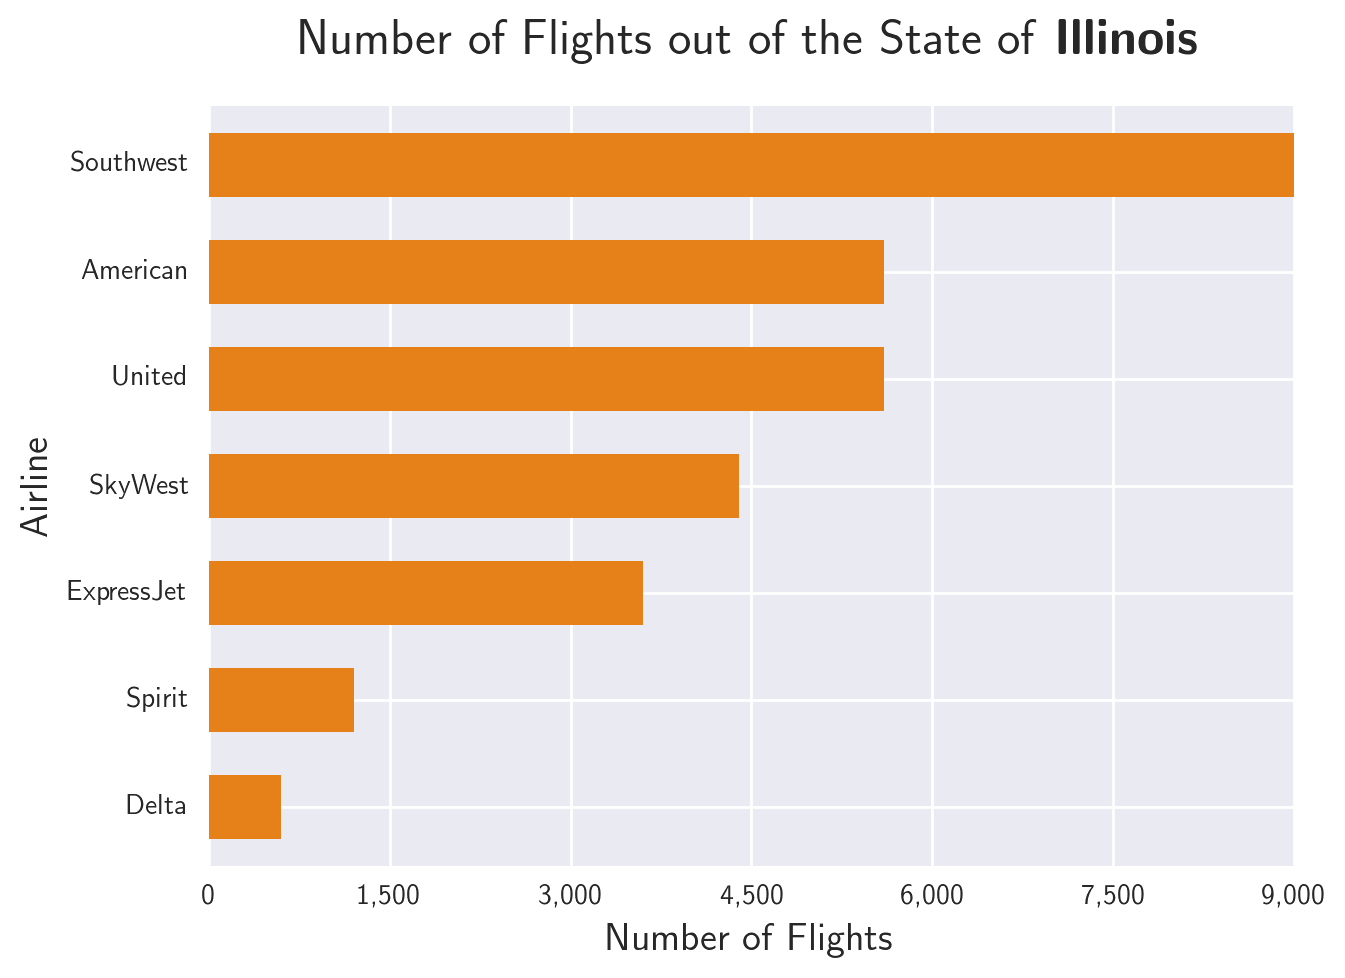 Number of Flights out of the State of Illinois
Southwest
American
United
SkyWest
ExpressJet
Spirit
Delta
Airline
0 1,500 3,000 4,500 6,000 7,500 9,000
Number of Flights